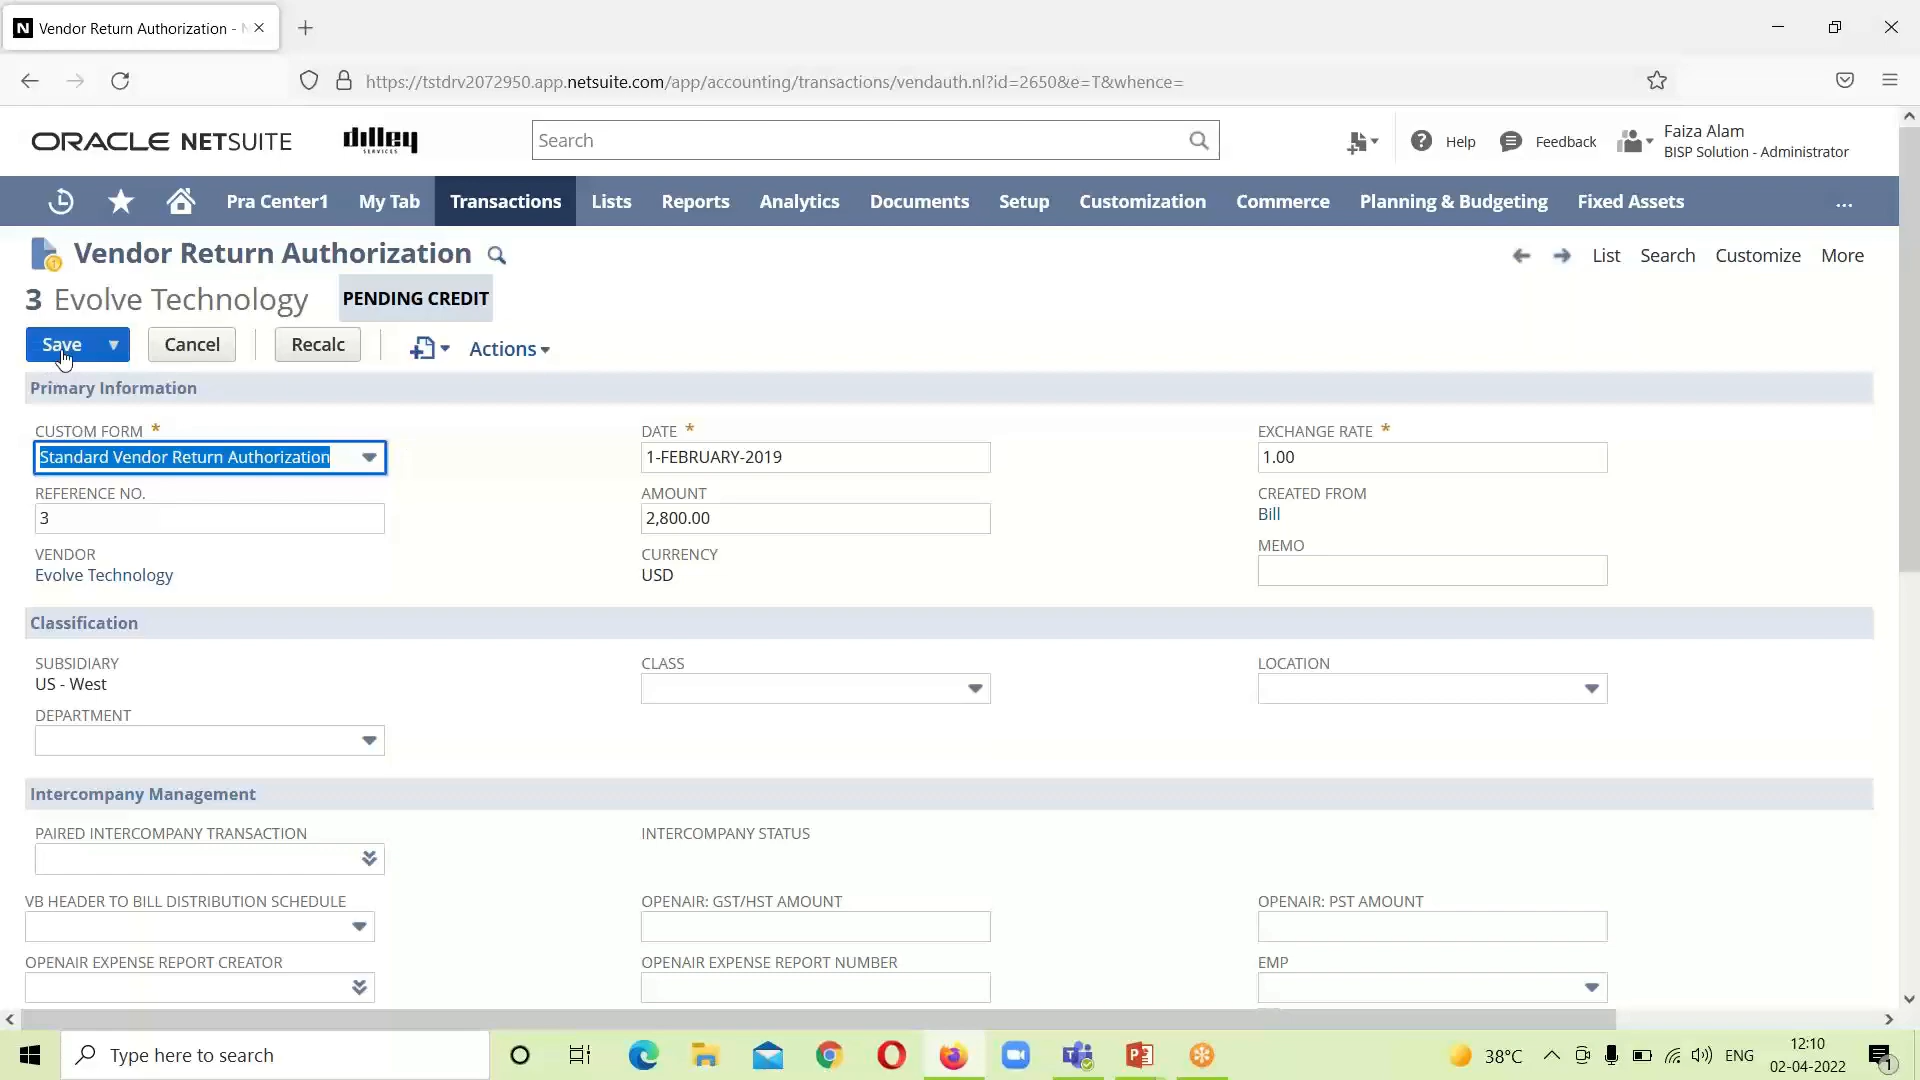 Vendor Return Authorization - N
https://tstdrv2072950.app.netsuite.com/app/accounting/transactions/vendauth.nl?id=2650&e=T&whence=
ORACLE NETSUITE
dilley
SERVICES
Search
Help
Feedback
Faiza Alam
BISP Solution - Administrator
Pra Center1
My Tab
Transactions
Lists
Reports
Analytics
Documents
Setup
Customization
Commerce
Planning & Budgeting
Fixed Assets
...
Vendor Return Authorization
List
Search
Customize
More
3 Evolve Technology
PENDING CREDIT
Save
Cancel
Recalc
Actions
Primary Information
CUSTOM FORM *
Standard Vendor Return Authorization
DATE *
1-FEBRUARY-2019
EXCHANGE RATE *
1.00
REFERENCE NO.
3
AMOUNT
2,800.00
CREATED FROM
Bill
VENDOR
Evolve Technology
CURRENCY
USD
MEMO
Classification
SUBSIDIARY
US - West
CLASS
LOCATION
DEPARTMENT
Intercompany Management
PAIRED INTERCOMPANY TRANSACTION
INTERCOMPANY STATUS
VB HEADER TO BILL DISTRIBUTION SCHEDULE
OPENAIR: GST/HST AMOUNT
OPENAIR: PST AMOUNT
OPENAIR EXPENSE REPORT CREATOR
OPENAIR EXPENSE REPORT NUMBER
EMP
Type here to search
38°C
ENG
12:10
02-04-2022
1